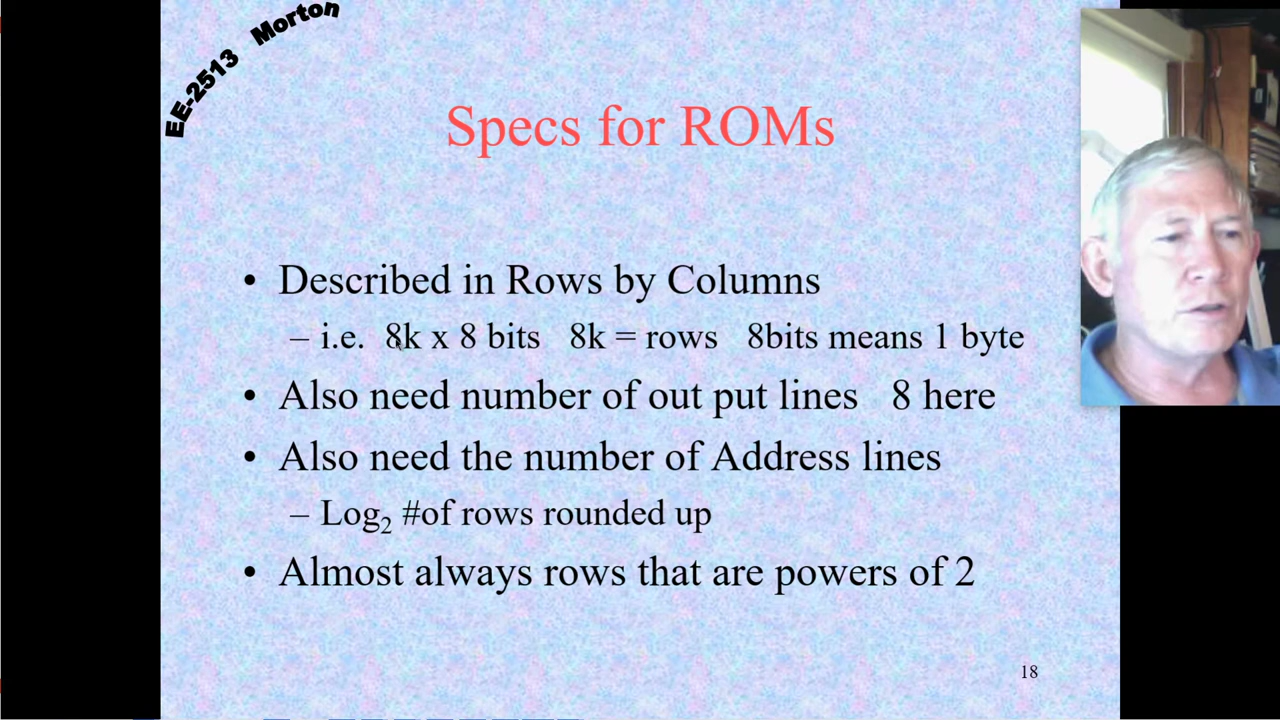 EE-2513 Morton
Specs for ROMs
• Described in Rows by Columns
– i.e. 8k x 8 bits 8k = rows 8bits means 1 byte
• Also need number of out put lines 8 here
• Also need the number of Address lines
– Log₂ #of rows rounded up
• Almost always rows that are powers of 2
18